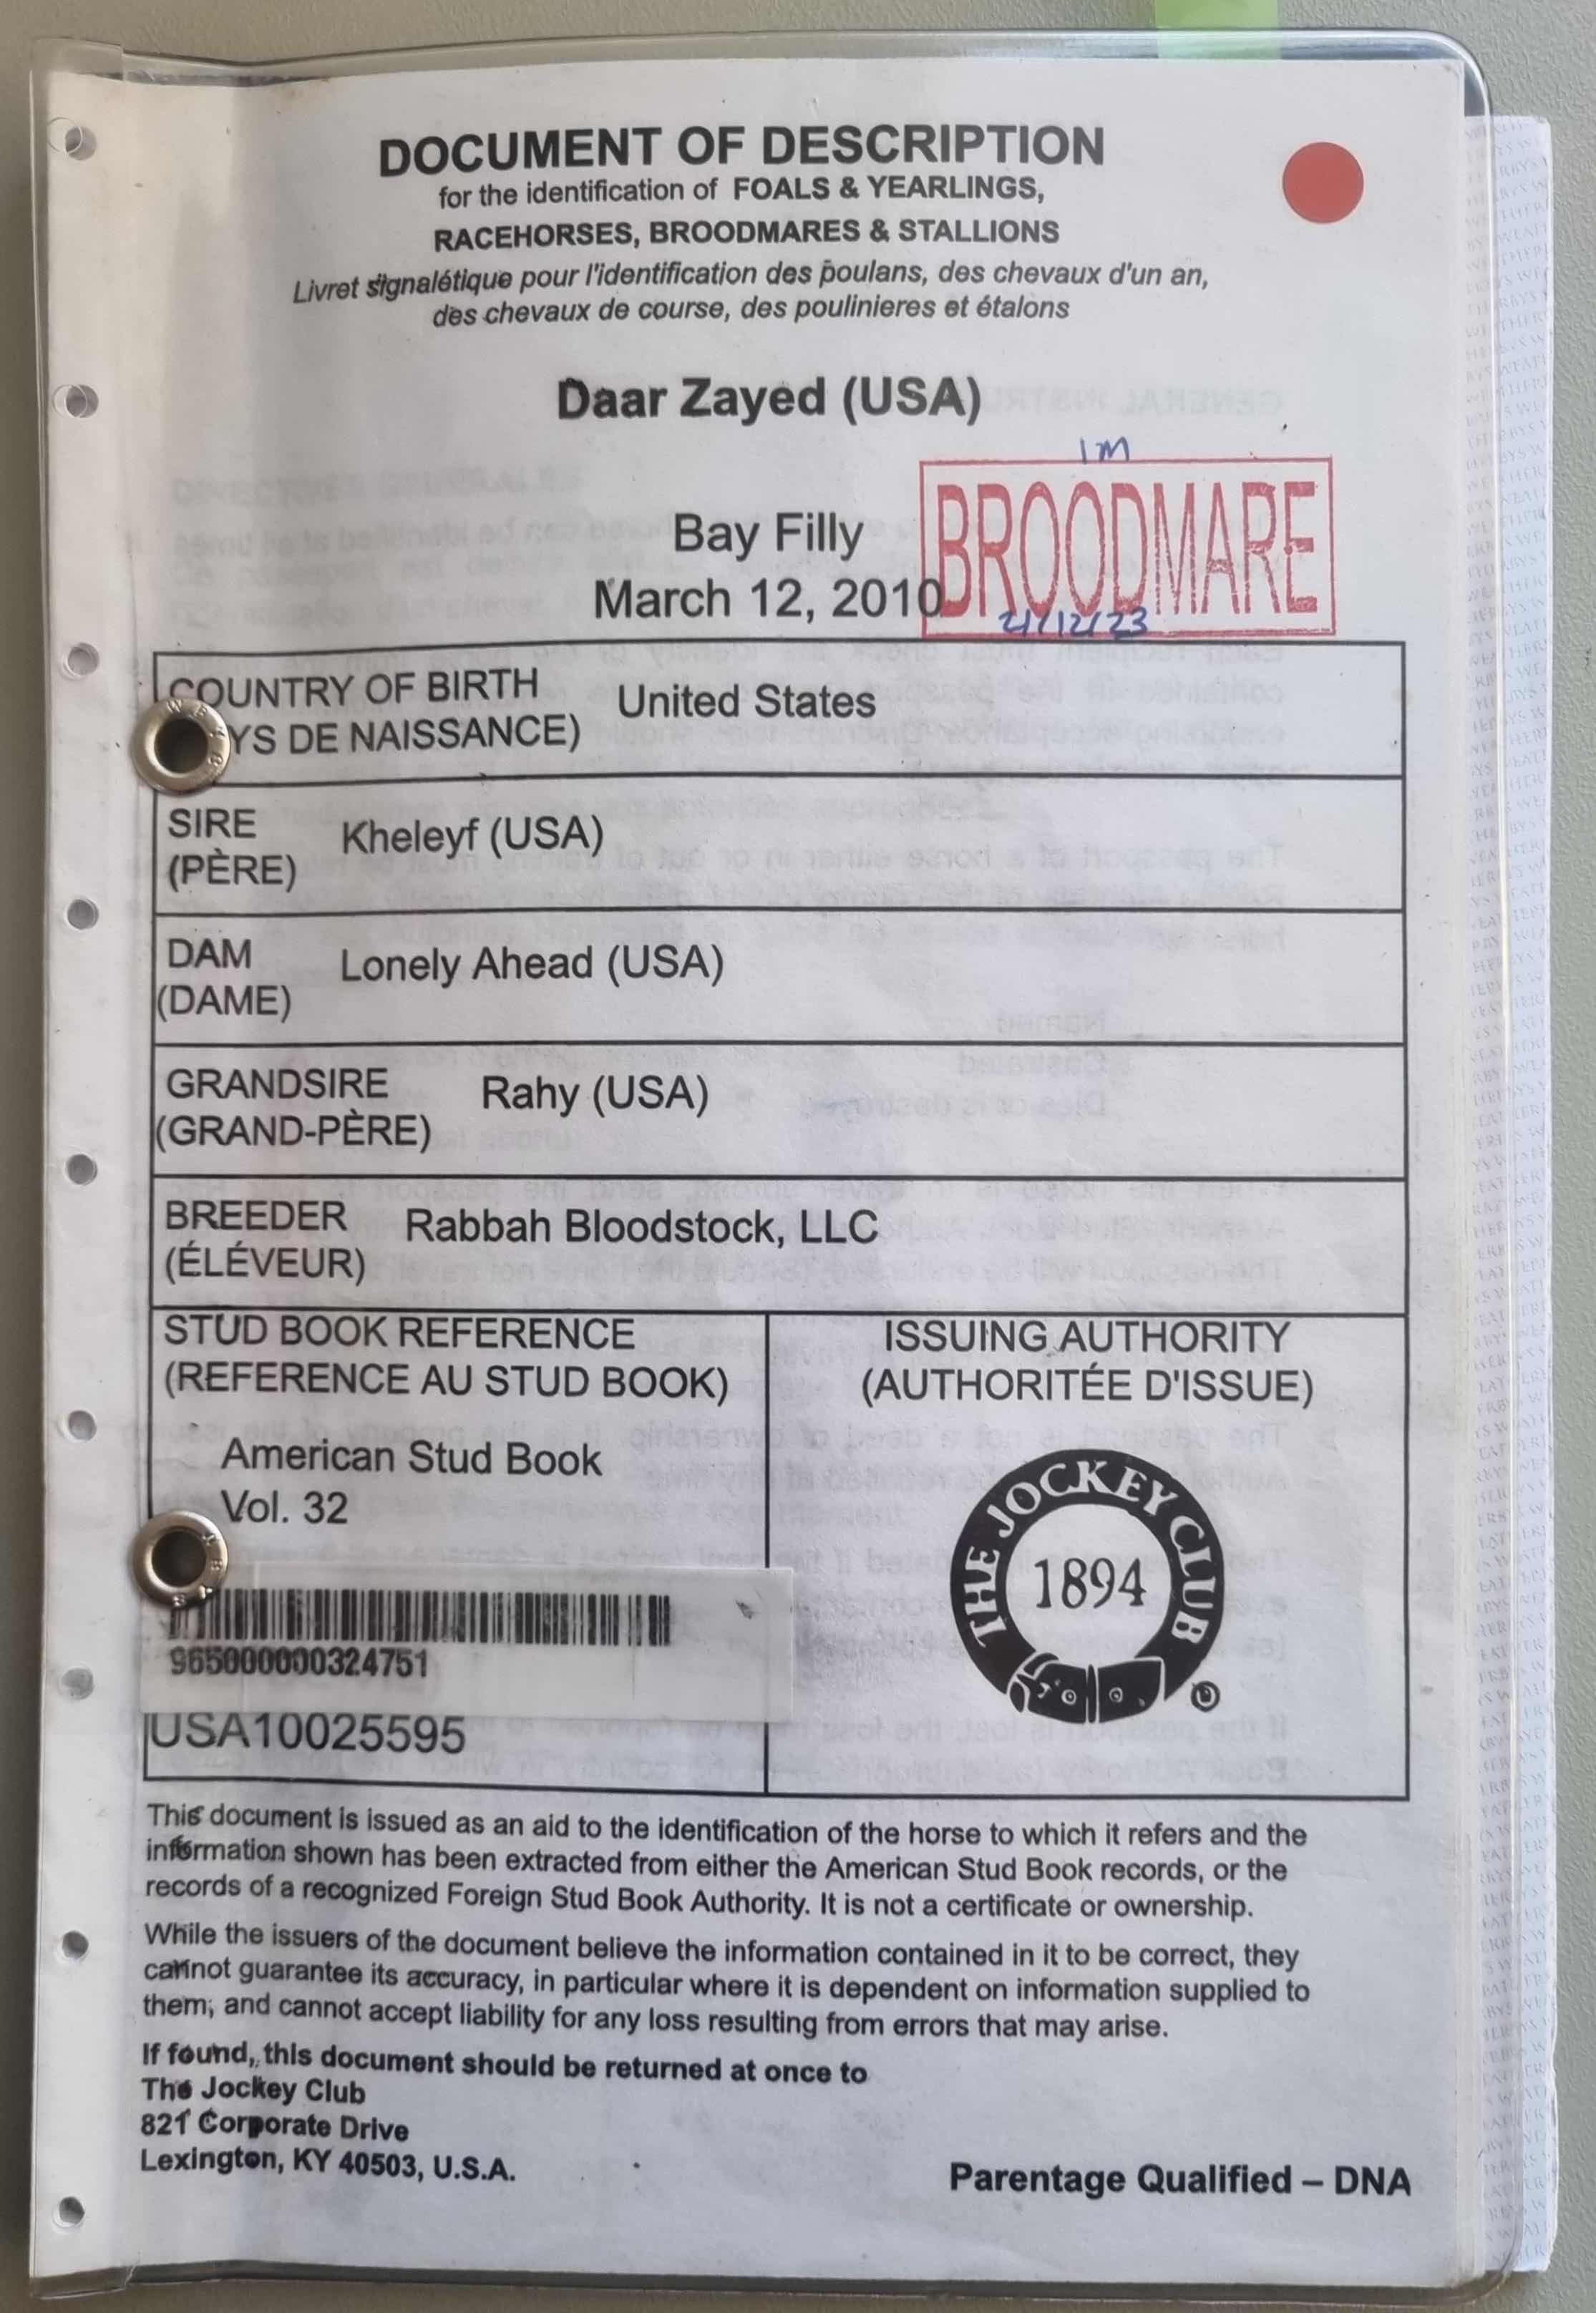 DOCUMENT OF DESCRIPTION
for the identification of FOALS & YEARLINGS,
RACEHORSES, BROODMARES & STALLIONS
Livret signalétique pour l'identification des poulans, des chevaux d'un an,
des chevaux de course, des poulinieres et étalons
Daar Zayed (USA)
1M
BROODMARE
21/12/23
Bay Filly
March 12, 2010
COUNTRY OF BIRTH United States
YS DE NAISSANCE)
SIRE Kheleyf (USA)
(PÈRE)
DAM Lonely Ahead (USA)
(DAME)
GRANDSIRE Rahy (USA)
(GRAND-PÈRE)
BREEDER Rabbah Bloodstock, LLC
(ÉLÉVEUR)
STUD BOOK REFERENCE
(REFERENCE AU STUD BOOK)
American Stud Book
Vol. 32
965000000324751
USA10025595
ISSUING AUTHORITY
(AUTHORITÉE D'ISSUE)
THE JOCKEY CLUB
1894
®
This document is issued as an aid to the identification of the horse to which it refers and the
information shown has been extracted from either the American Stud Book records, or the
records of a recognized Foreign Stud Book Authority. It is not a certificate or ownership.
While the issuers of the document believe the information contained in it to be correct, they
cannot guarantee its accuracy, in particular where it is dependent on information supplied to
them, and cannot accept liability for any loss resulting from errors that may arise.
If found, this document should be returned at once to
The Jockey Club
821 Corporate Drive
Lexington, KY 40503, U.S.A.
Parentage Qualified – DNA